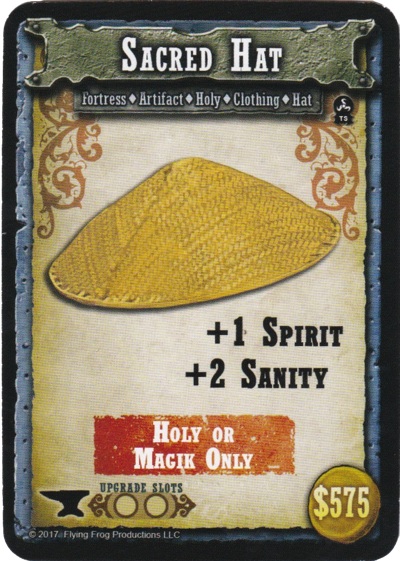 Sacred Hat
Fortress ◆ Artifact ◆ Holy ◆ Clothing ◆ Hat
TS
+1 Spirit
+2 Sanity
Holy or
Magik Only
Upgrade Slots
$575
© 2017 Flying Frog Productions LLC